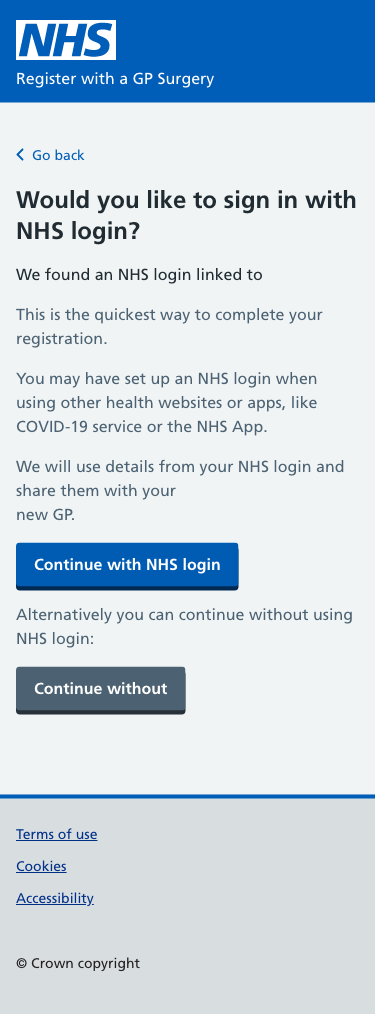 NHS
Register with a GP Surgery
Go back
Would you like to sign in with
NHS login?
We found an NHS login linked to
This is the quickest way to complete your
registration.
You may have set up an NHS login when
using other health websites or apps, like
COVID-19 service or the NHS App.
We will use details from your NHS login and
share them with your
new GP.
Continue with NHS login
Alternatively you can continue without using
NHS login:
Continue without
Terms of use
Cookies
Accessibility
© Crown copyright